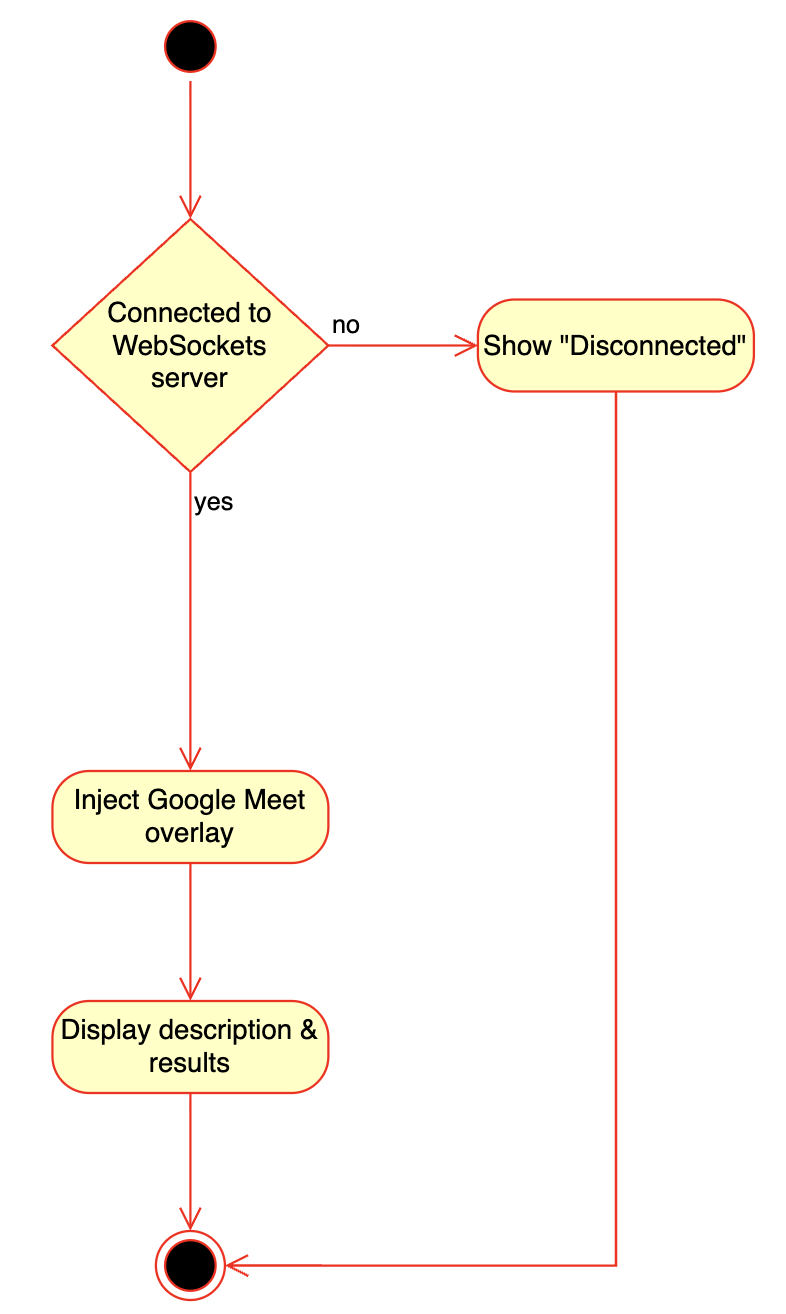 Connected to
WebSockets
server
no
Show "Disconnected"
yes
Inject Google Meet
overlay
Display description &
results